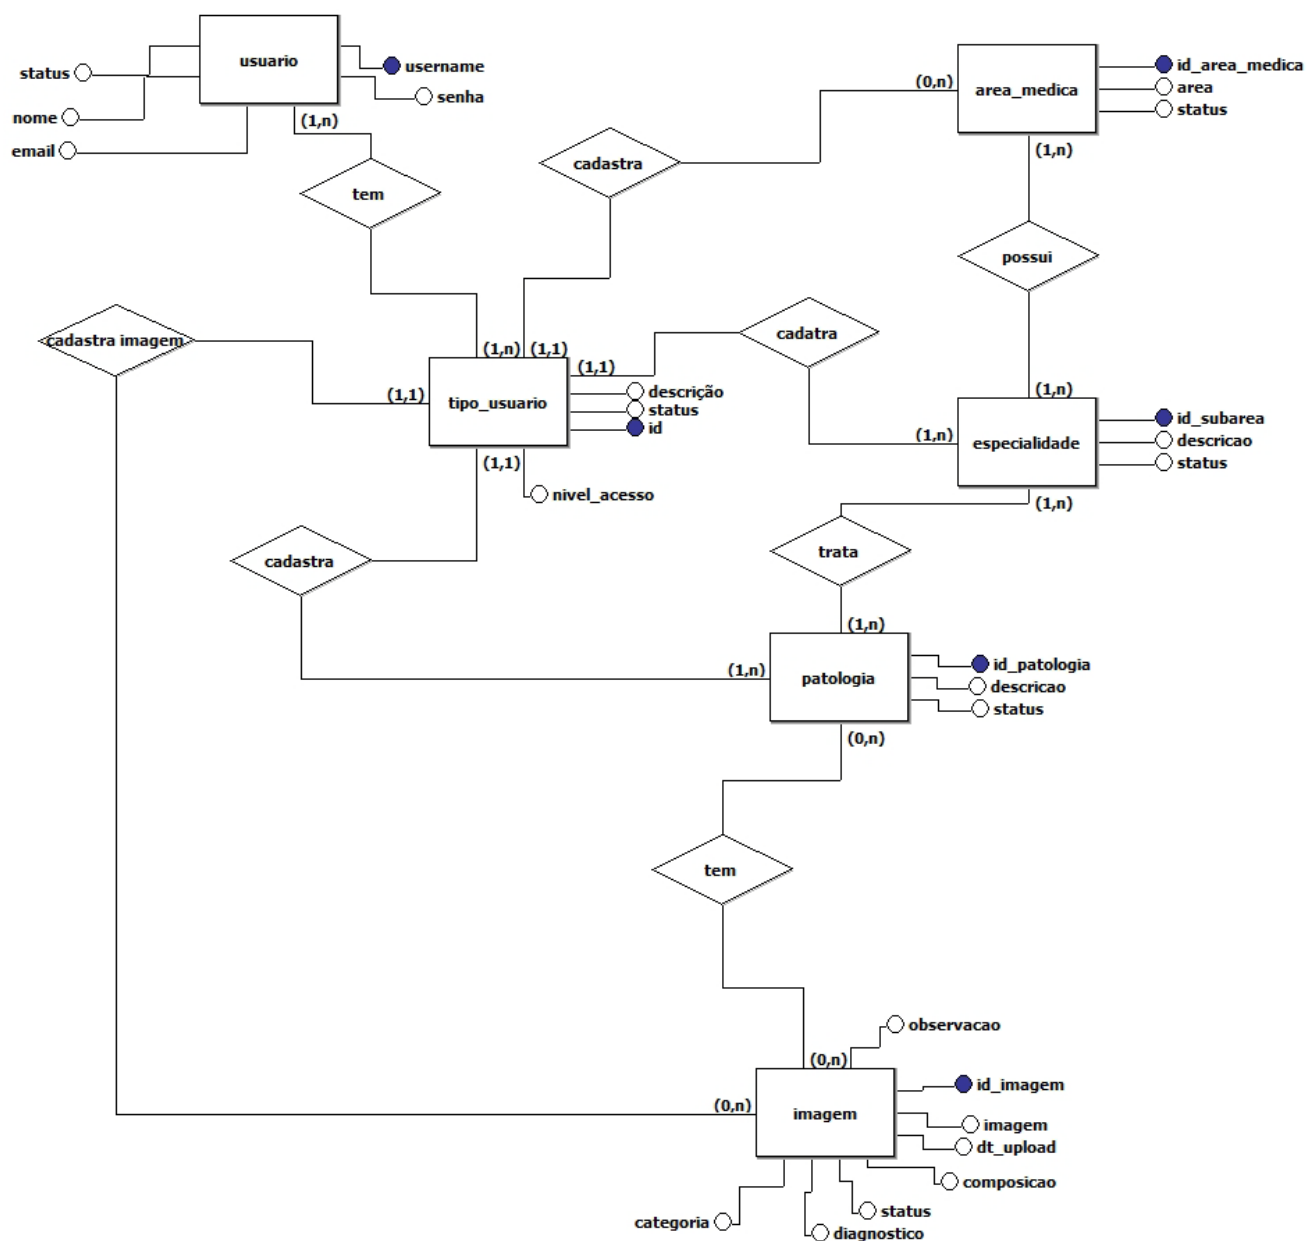 usuario
status
username
senha
nome
email
(1,n)
tem
cadastra
(0,n)
area_medica
id_area_medica
area
status
(1,n)
possui
cadastra imagem
cadatra
(1,n)
(1,1)
(1,1)
(1,1)
tipo_usuario
descrição
status
id
(1,1)
nivel_acesso
(1,n)
(1,n)
especialidade
id_subarea
descricao
status
(1,n)
cadastra
trata
(1,n)
(1,n)
patologia
id_patologia
descricao
status
(0,n)
tem
observacao
(0,n)
(0,n)
imagem
id_imagem
imagem
dt_upload
composicao
status
categoria
diagnostico